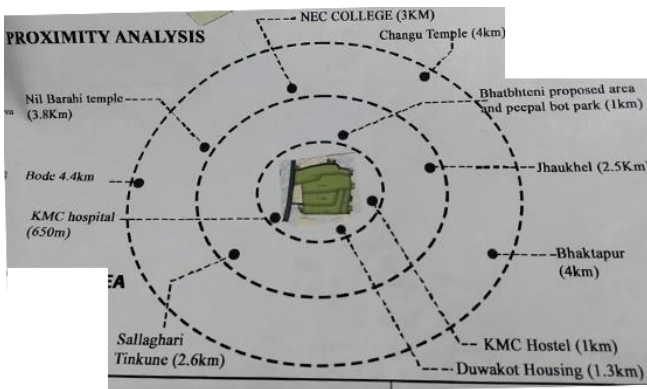 NEC COLLEGE (3KM)
PROXIMITY ANALYSIS
Changu Temple (4km)
Bhatbhteni proposed area
and peepal bot park (1km)
Nil Barahi temple
(3.8Km)
Jhaukhel (2.5Km
Bode 4.4km
KMC hospital
(650m)
Bhaktapur
(4km)
EA
Sallaghari
Tinkune (2.6km)
KMC Hostel (1km)
Duwakot Housing (1.3km)